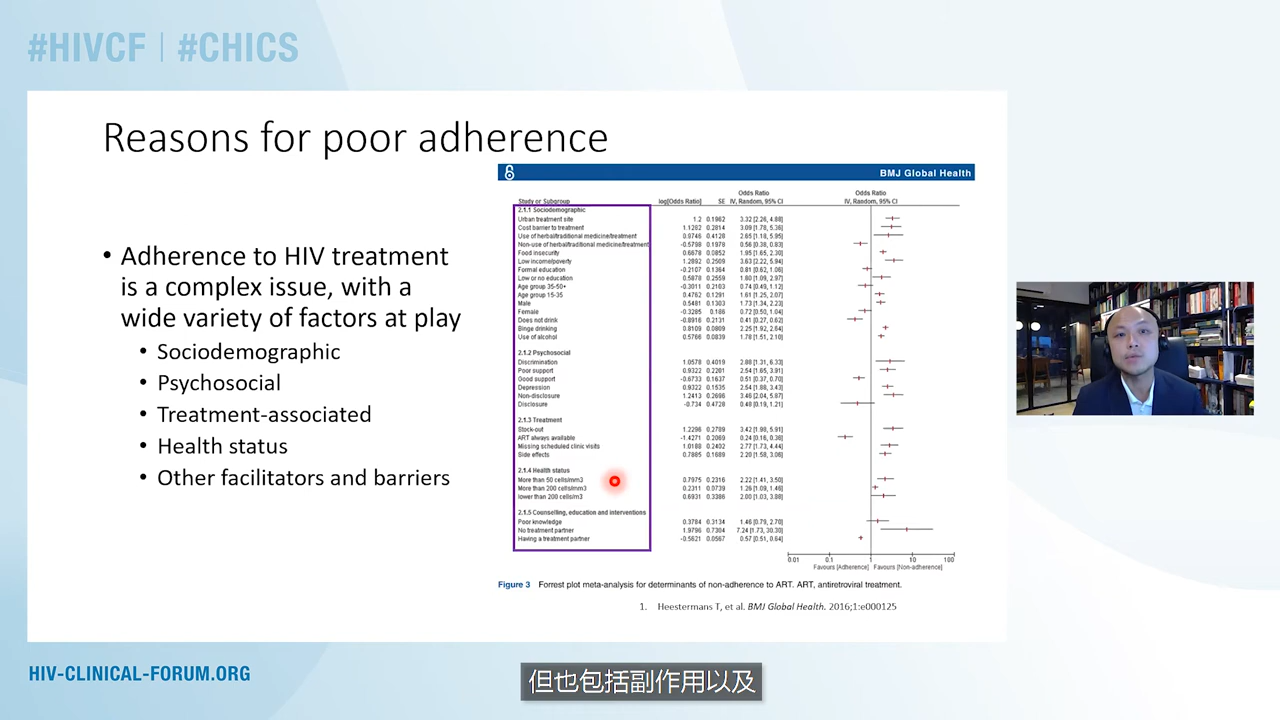 #HIVCF | #CHICS
Reasons for poor adherence
• Adherence to HIV treatment
is a complex issue, with a
wide variety of factors at play
• Sociodemographic
• Psychosocial
• Treatment-associated
• Health status
• Other facilitators and barriers
BMJ Global Health
Odds Ratio Odds Ratio
Study or Subgroup log[Odds Ratio] SE IV, Random, 95% CI IV, Random, 95% CI
2.1.1 Sociodemographic
Urban treatment site 1.2 0.1962 3.32 [2.26, 4.88]
Cost barrier to treatment 1.1282 0.2814 3.09 [1.78, 5.36]
Use of herbal/traditional medicine/treatment 0.9746 0.4128 2.65 [1.18, 5.95]
Non-use of herbal/traditional medicine/treatment -0.5798 0.1978 0.56 [0.38, 0.83]
Food insecurity 0.6678 0.0852 1.95 [1.65, 2.30]
Low income/poverty 1.2892 0.2509 3.63 [2.22, 5.94]
Formal education -0.2107 0.1364 0.81 [0.62, 1.06]
Low or no education 0.5878 0.2559 1.80 [1.09, 2.97]
Age group 35-50+ -0.3011 0.2103 0.74 [0.49, 1.12]
Age group 15-35 0.4762 0.1291 1.61 [1.25, 2.07]
Male 0.5481 0.1303 1.73 [1.34, 2.23]
Female -0.3285 0.186 0.72 [0.50, 1.04]
Does not drink -0.8916 0.2131 0.41 [0.27, 0.62]
Binge drinking 0.8109 0.0809 2.25 [1.92, 2.64]
Use of alcohol 0.5766 0.0839 1.78 [1.51, 2.10]
2.1.2 Psychosocial
Discrimination 1.0578 0.4019 2.88 [1.31, 6.33]
Poor support 0.9322 0.2201 2.54 [1.65, 3.91]
Good support -0.6733 0.1637 0.51 [0.37, 0.70]
Depression 0.9322 0.1535 2.54 [1.88, 3.43]
Non-disclosure 1.2413 0.2696 3.46 [2.04, 5.87]
Disclosure -0.734 0.4728 0.48 [0.19, 1.21]
2.1.3 Treatment
Stock-out 1.2296 0.2789 3.42 [1.98, 5.91]
ART always available -1.4271 0.2069 0.24 [0.16, 0.36]
Missing scheduled clinic visits 1.0188 0.2402 2.77 [1.73, 4.44]
Side effects 0.7885 0.1689 2.20 [1.58, 3.06]
2.1.4 Health status
More than 50 cells/mm3 0.7975 0.2316 2.22 [1.41, 3.50]
More than 200 cells/mm3 0.2311 0.0739 1.26 [1.09, 1.46]
lower than 200 cells/m3 0.6931 0.3386 2.00 [1.03, 3.88]
2.1.5 Counselling, education and interventions
Poor knowledge 0.3784 0.3134 1.46 [0.79, 2.70]
No treatment partner 1.9796 0.7304 7.24 [1.73, 30.30]
Having a treatment partner -0.5621 0.0567 0.57 [0.51, 0.64]
0.01 0.1 1 10 100
Favours [Adherence] Favours [Non-adherence]
Figure 3 Forrest plot meta-analysis for determinants of non-adherence to ART. ART, antiretroviral treatment.
1. Heestermans T, et al. BMJ Global Health. 2016;1:e000125
HIV-CLINICAL-FORUM.ORG
但也包括副作用以及